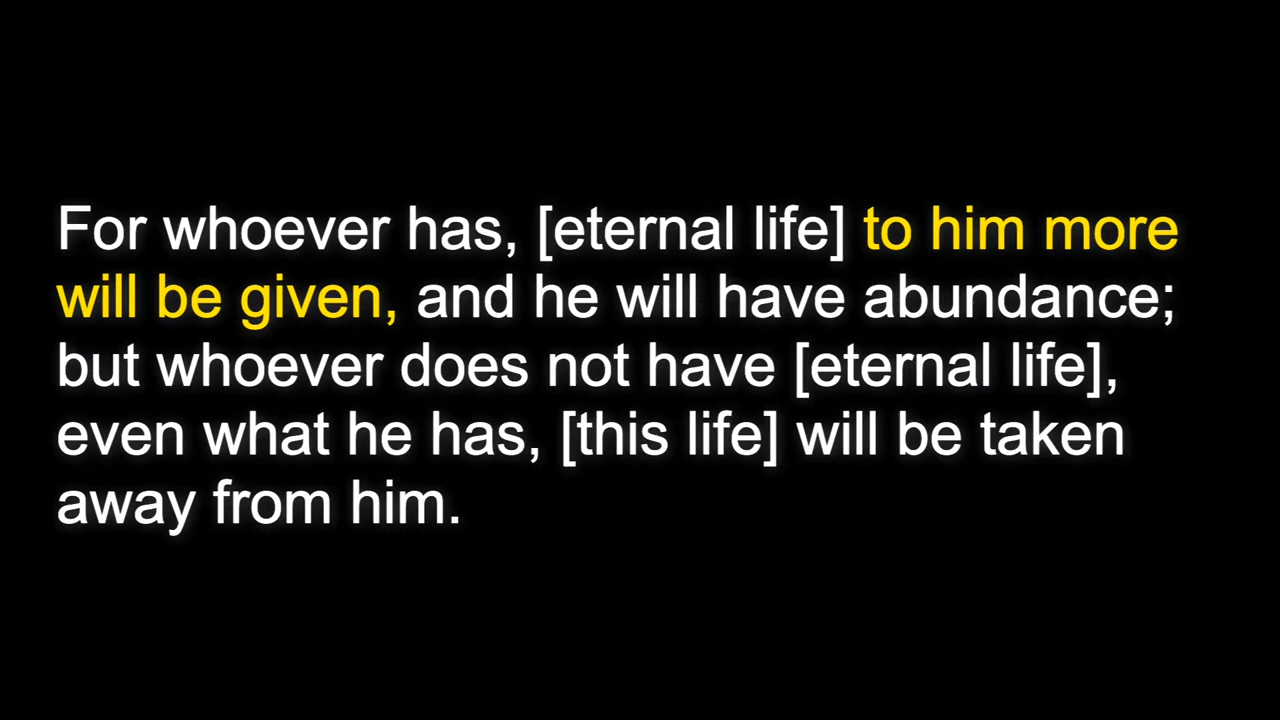 For whoever has, [eternal life] to him more
will be given, and he will have abundance;
but whoever does not have [eternal life],
even what he has, [this life] will be taken
away from him.